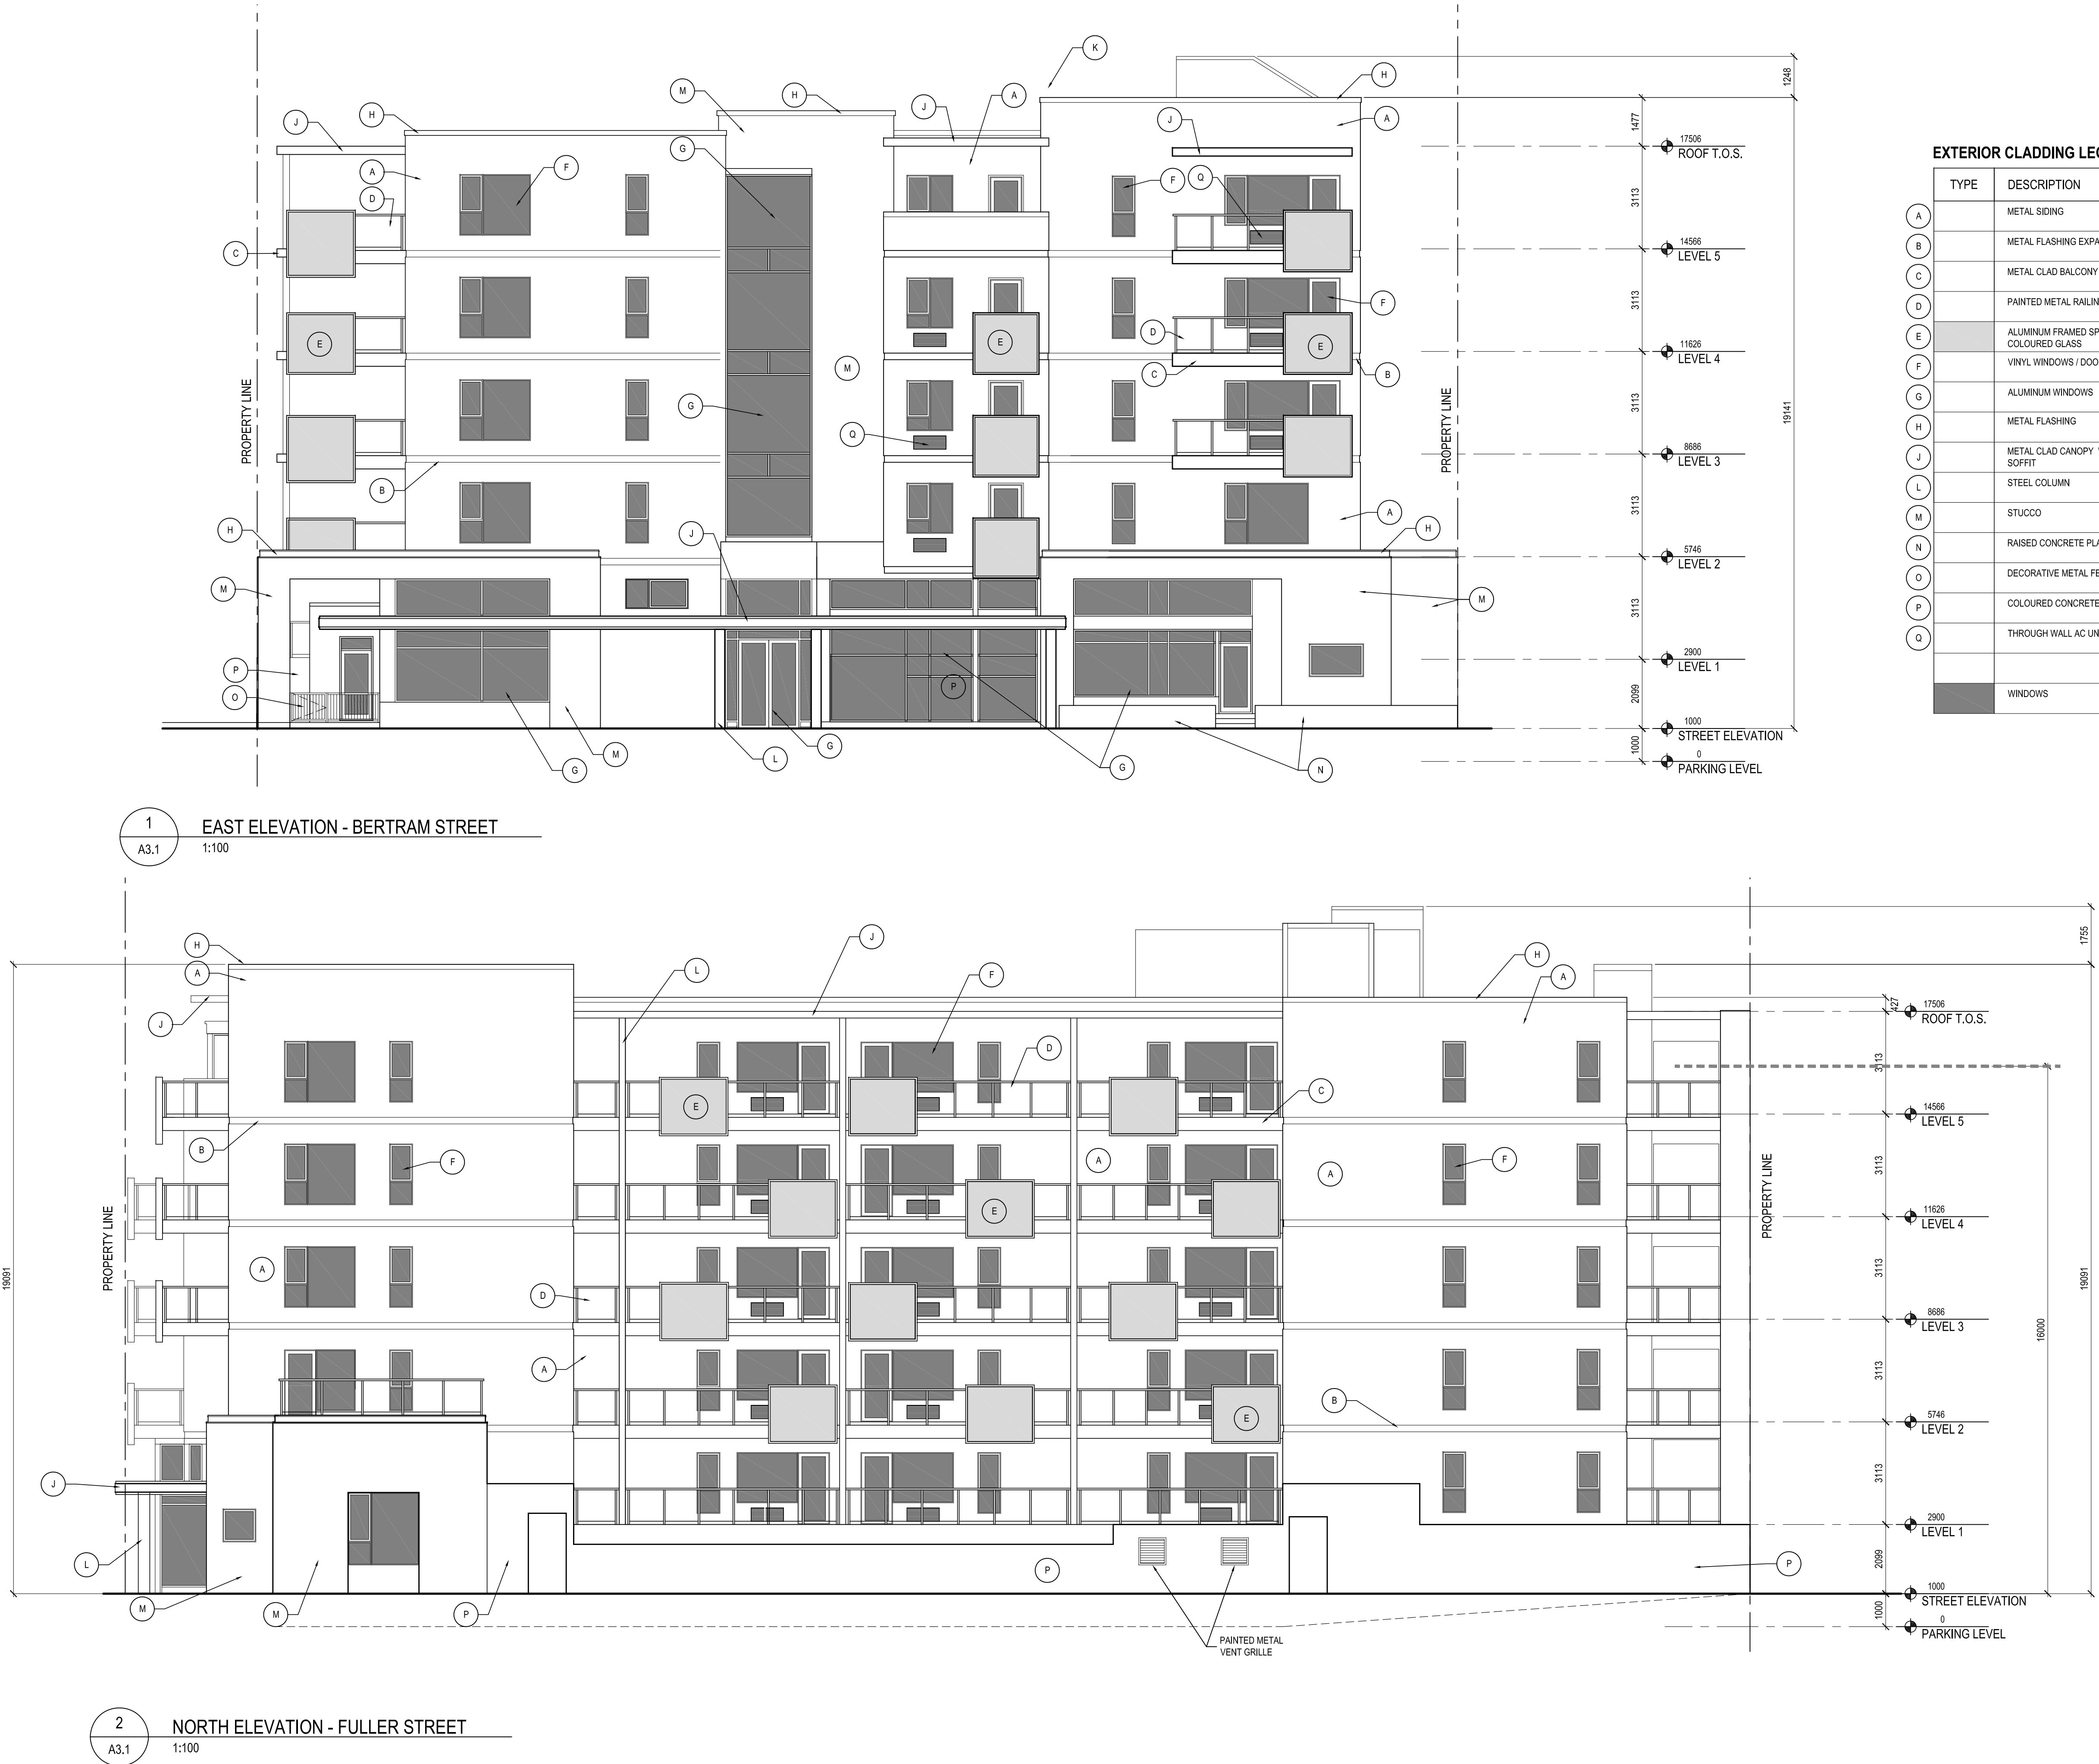 K
H
M
H
J
A
H
J
H
J
A
1248
1477
17506
ROOF T.O.S.
G
A
F
F
Q
D
3113
C
14566
LEVEL 5
F
3113
D
E
E
E
11626
LEVEL 4
M
C
B
PROPERTY LINE
PROPERTY LINE
3113
19141
G
Q
8686
LEVEL 3
B
3113
A
H
H
J
5746
LEVEL 2
M
M
3113
P
2900
LEVEL 1
O
P
2099
1000
STREET ELEVATION
G
M
L
G
G
N
1000
0
PARKING LEVEL
EXTERIOR CLADDING LE
TYPE
DESCRIPTION
A
METAL SIDING
B
METAL FLASHING EXPA
C
METAL CLAD BALCONY
D
PAINTED METAL RAILIN
E
ALUMINUM FRAMED SP
COLOURED GLASS
F
VINYL WINDOWS / DOO
G
ALUMINUM WINDOWS
H
METAL FLASHING
J
METAL CLAD CANOPY
SOFFIT
L
STEEL COLUMN
M
STUCCO
N
RAISED CONCRETE PLA
O
DECORATIVE METAL FE
P
COLOURED CONCRETE
Q
THROUGH WALL AC UN
WINDOWS
1
A3.1
EAST ELEVATION - BERTRAM STREET
1:100
H
A
J
L
F
J
H
A
1755
427
17506
ROOF T.O.S.
D
3113
E
C
14566
LEVEL 5
B
F
A
A
F
3113
E
11626
LEVEL 4
PROPERTY LINE
PROPERTY LINE
A
3113
19091
19091
D
8686
LEVEL 3
16000
A
3113
B
E
5746
LEVEL 2
J
3113
2900
LEVEL 1
L
P
P
2099
M
M
P
1000
STREET ELEVATION
1000
0
PARKING LEVEL
PAINTED METAL
VENT GRILLE
2
A3.1
NORTH ELEVATION - FULLER STREET
1:100